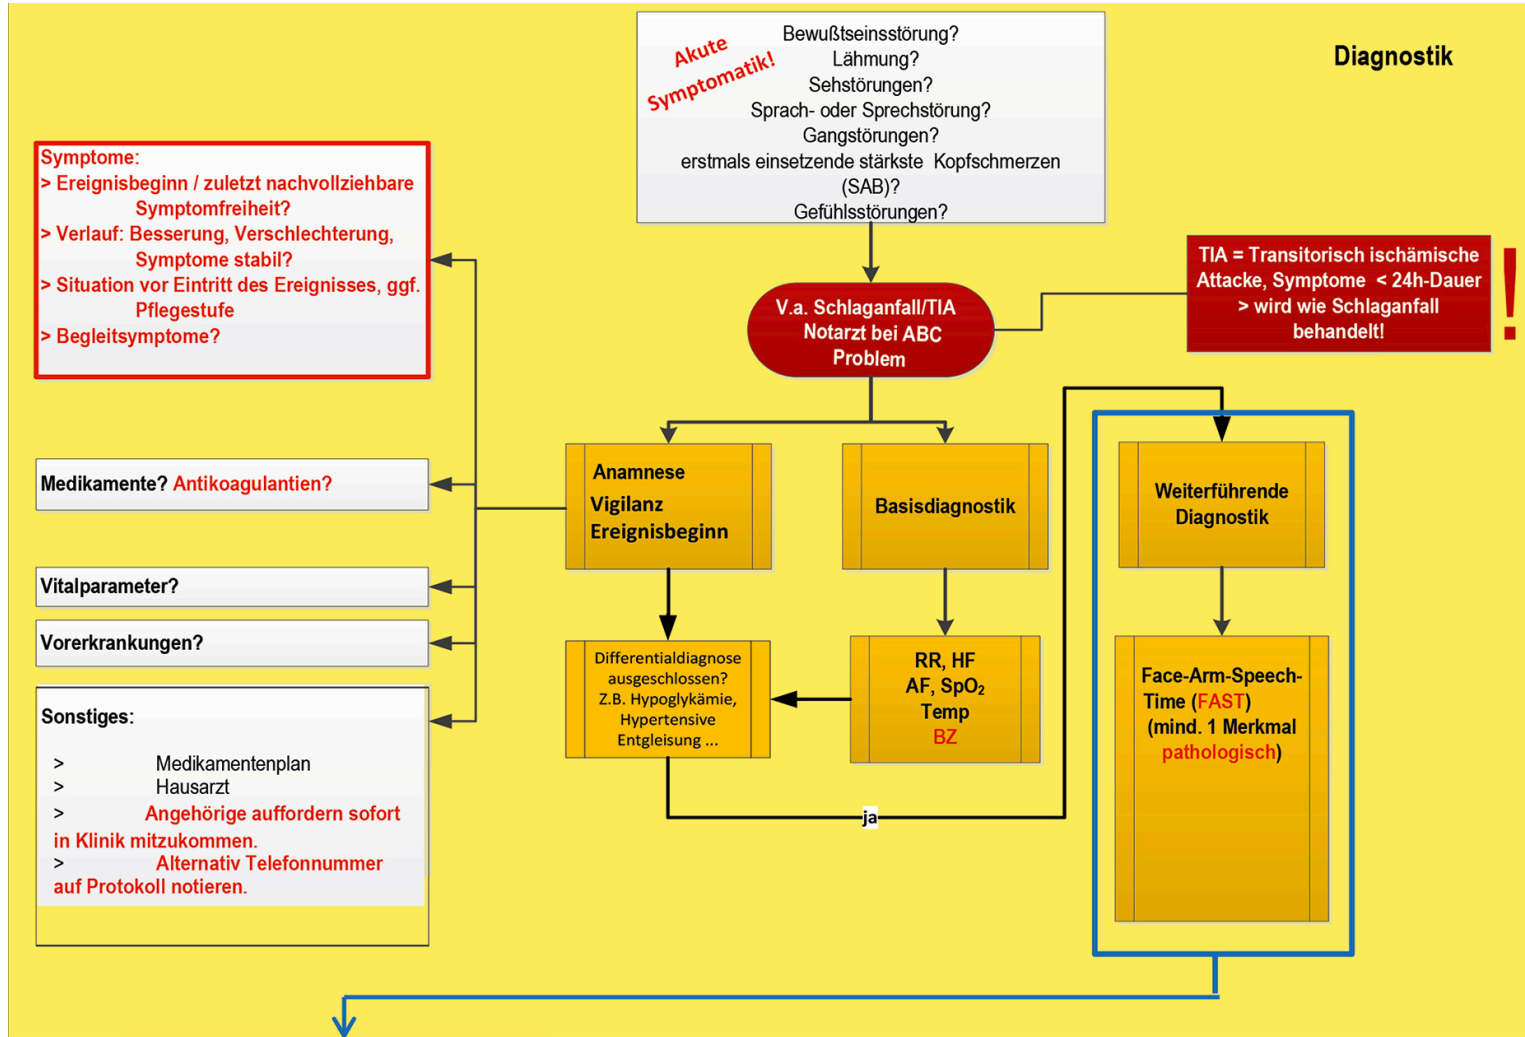 Diagnostik
Akute
Symptomatik!
Bewußtseinsstörung?
Lähmung?
Sehstörungen?
Sprach- oder Sprechstörung?
Gangstörungen?
erstmals einsetzende stärkste Kopfschmerzen
(SAB)?
Gefühlsstörungen?
Symptome:
> Ereignisbeginn / zuletzt nachvollziehbare
Symptomfreiheit?
> Verlauf: Besserung, Verschlechterung,
Symptome stabil?
> Situation vor Eintritt des Ereignisses, ggf.
Pflegestufe
> Begleitsymptome?
V.a. Schlaganfall/TIA
Notarzt bei ABC
Problem
TIA = Transitorisch ischämische
Attacke, Symptome < 24h-Dauer
> wird wie Schlaganfall
behandelt!
!
Medikamente? Antikoagulantien?
Anamnese
Vigilanz
Ereignisbeginn
Basisdiagnostik
Weiterführende
Diagnostik
Vitalparameter?
Vorerkrankungen?
Differentialdiagnose
ausgeschlossen?
Z.B. Hypoglykämie,
Hypertensive
Entgleisung ...
RR, HF
AF, SpO₂
Temp
BZ
Face-Arm-Speech-
Time (FAST)
(mind. 1 Merkmal
pathologisch)
Sonstiges:
> Medikamentenplan
> Hausarzt
> Angehörige auffordern sofort
in Klinik mitzukommen.
> Alternativ Telefonnummer
auf Protokoll notieren.
ja